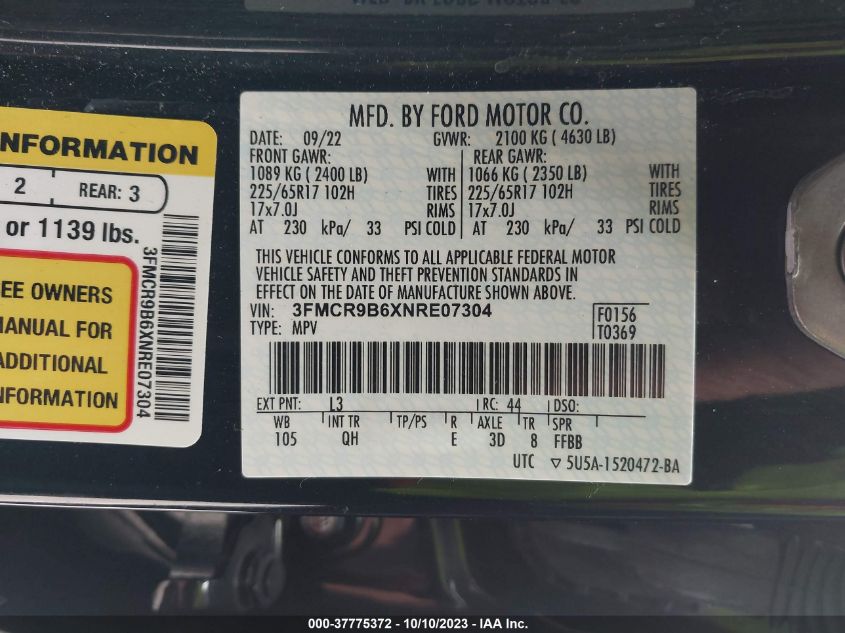 NFORMATION
2 REAR: 3
or 1139 lbs.
EE OWNERS
MANUAL FOR
ADDITIONAL
NFORMATION
3FMCR9B6XNRE07304
MFD. BY FORD MOTOR CO.
DATE: 09/22 GVWR: 2100 KG ( 4630 LB)
FRONT GAWR: REAR GAWR:
1089 KG ( 2400 LB) WITH 1066 KG ( 2350 LB) WITH
225/65R17 102H TIRES 225/65R17 102H TIRES
17x7.0J RIMS 17x7.0J RIMS
AT 230 kPa/ 33 PSI COLD AT 230 kPa/ 33 PSI COLD
THIS VEHICLE CONFORMS TO ALL APPLICABLE FEDERAL MOTOR
VEHICLE SAFETY AND THEFT PREVENTION STANDARDS IN
EFFECT ON THE DATE OF MANUFACTURE SHOWN ABOVE.
VIN: 3FMCR9B6XNRE07304 F0156
TYPE: MPV T0369
EXT PNT: L3 RC: 44 DSO:
WB INT TR TP/PS R AXLE TR SPR
105 QH E 3D 8 FFBB
UTC ▽ 5U5A-1520472-BA
000-37775372 - 10/10/2023 - IAA Inc.